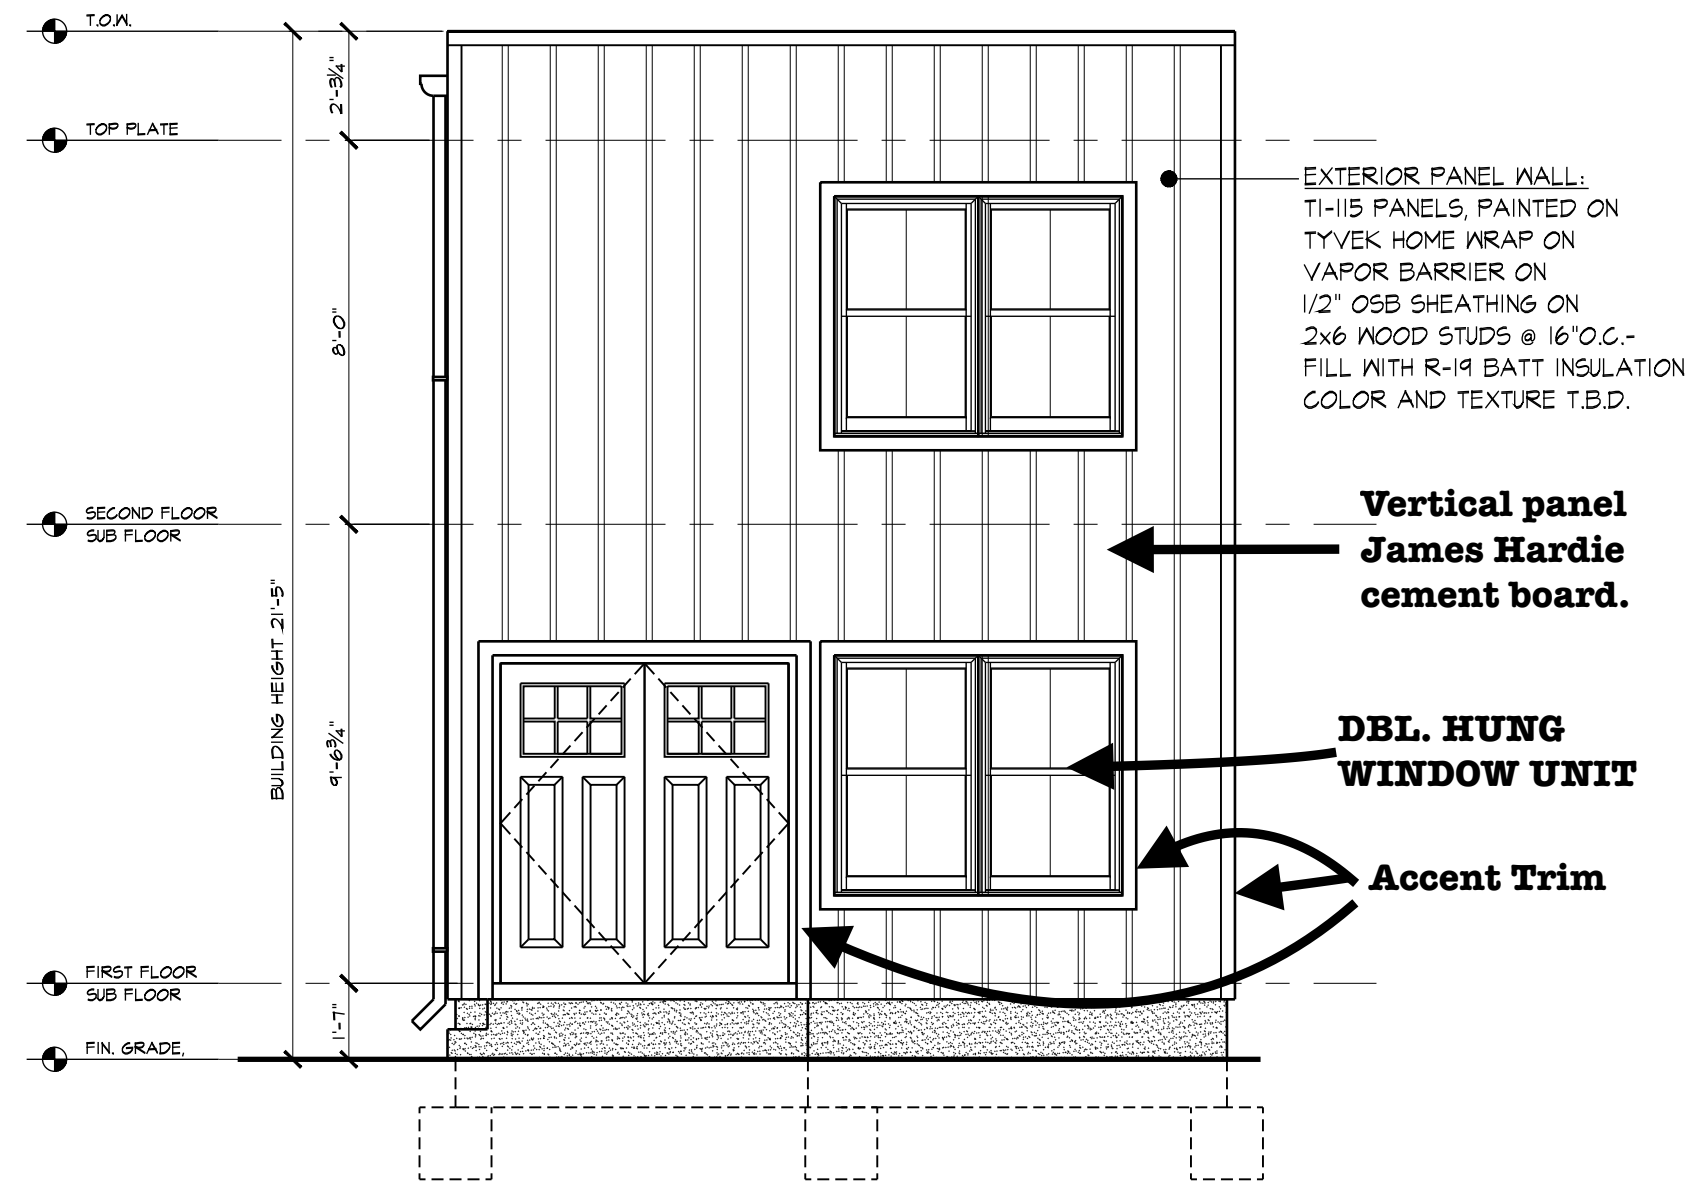 T.O.W.
2'-3¼"
TOP PLATE
EXTERIOR PANEL WALL:
T1-115 PANELS, PAINTED ON
TYVEK HOME WRAP ON
VAPOR BARRIER ON
1/2" OSB SHEATHING ON
2x6 WOOD STUDS @ 16"O.C.-
FILL WITH R-19 BATT INSULATION
COLOR AND TEXTURE T.B.D.
8'-0"
SECOND FLOOR
SUB FLOOR
Vertical panel
James Hardie
cement board.
BUILDING HEIGHT 21'-5"
9'-6¾"
DBL. HUNG
WINDOW UNIT
Accent Trim
FIRST FLOOR
SUB FLOOR
1'-7"
FIN. GRADE,